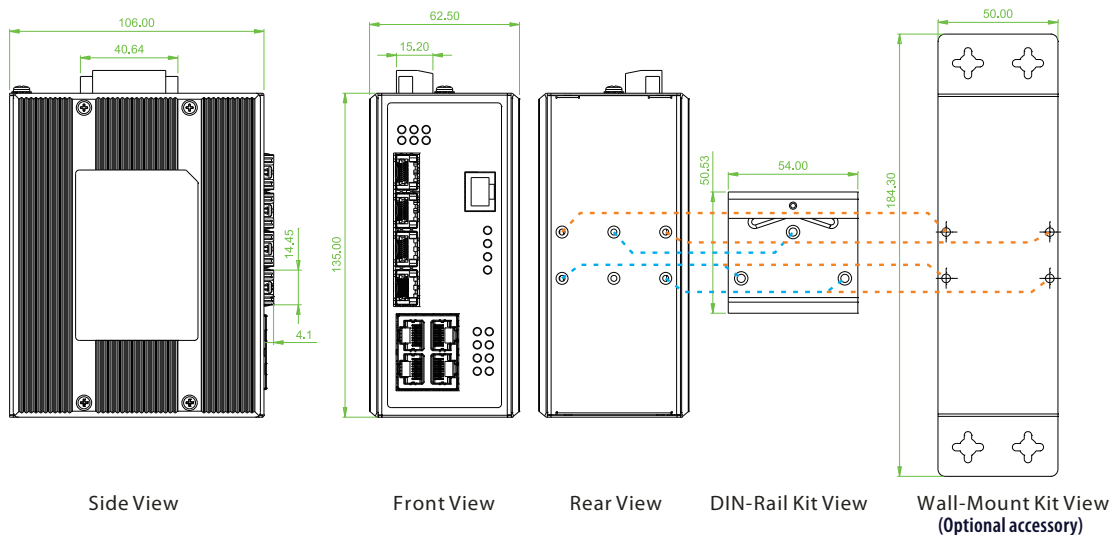 106.00
40.64
14.45
4.1
62.50
15.20
135.00
54.00
50.53
50.00
184.30
Side View
Front View
Rear View
DIN-Rail Kit View
Wall-Mount Kit View
(Optional accessory)